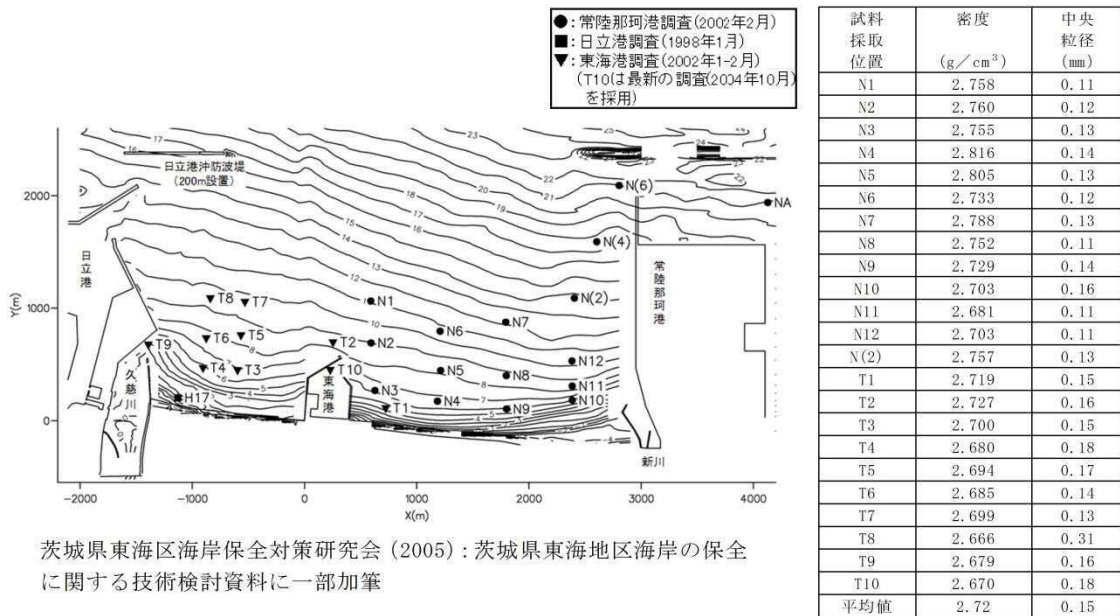 ●：常陸那珂港調査(2002年2月)
■：日立港調査(1998年1月)
▼：東海港調査(2002年1-2月)
(T10は最新の調査(2004年10月)
を採用)
日立港沖防波堤
(200m設置)
日立港
久慈川
東海港
常陸那珂港
新川
N(6)
NA
N(4)
N(2)
T8
T7
N1
N7
N6
T6
T5
T2
N2
T9
N12
T4
T3
T10
N5
N8
N11
H17
N3
N4
N10
T1
N9
Y(m)
2000
1000
0
-2000
-1000
0
1000
2000
3000
4000
X(m)
茨城県東海区海岸保全対策研究会 (2005)：茨城県東海地区海岸の保全
に関する技術検討資料に一部加筆
試料採取位置 密度 (g／cm³) 中央粒径 (mm)
N1 2.758 0.11
N2 2.760 0.12
N3 2.755 0.13
N4 2.816 0.14
N5 2.805 0.13
N6 2.733 0.12
N7 2.788 0.13
N8 2.752 0.11
N9 2.729 0.14
N10 2.703 0.16
N11 2.681 0.11
N12 2.703 0.11
N(2) 2.757 0.13
T1 2.719 0.15
T2 2.727 0.16
T3 2.700 0.15
T4 2.680 0.18
T5 2.694 0.17
T6 2.685 0.14
T7 2.699 0.13
T8 2.666 0.31
T9 2.679 0.16
T10 2.670 0.18
平均値 2.72 0.15